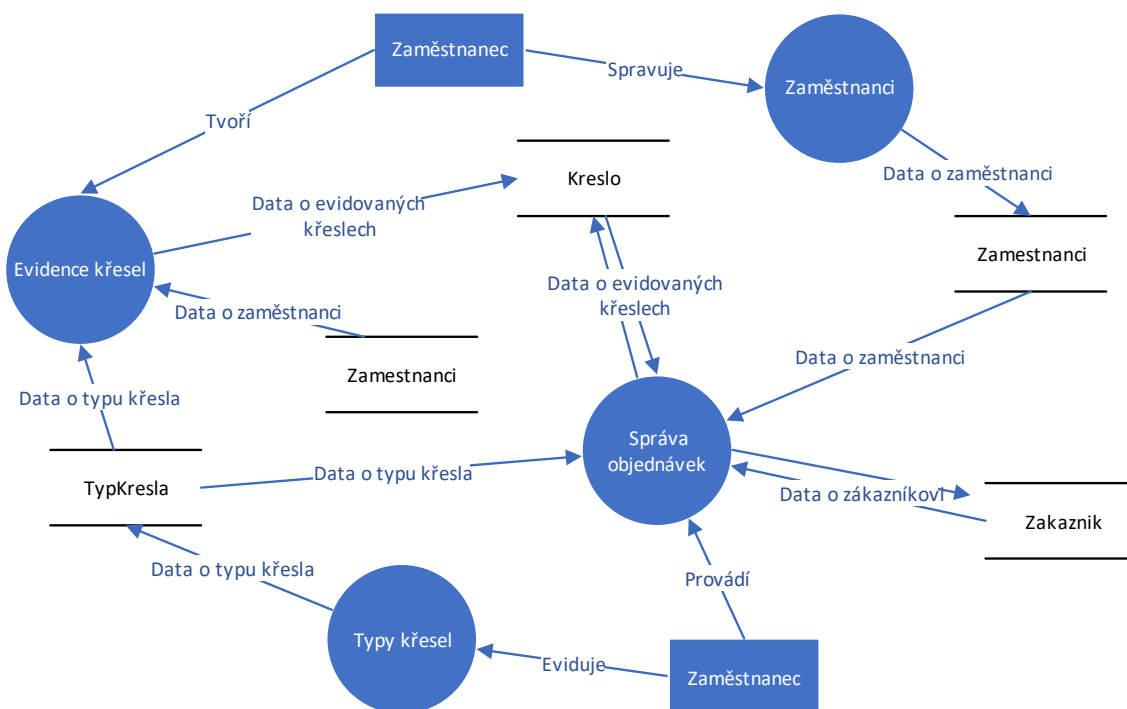 Zaměstnanec
Spravuje
Zaměstnanci
Tvoří
Data o zaměstnanci
Kreslo
Data o evidovaných
křeslech
Zamestnanci
Evidence křesel
Data o evidovaných
křeslech
Data o zaměstnanci
Zamestnanci
Data o zaměstnanci
Data o typu křesla
Správa
objednávek
Data o typu křesla
TypKresla
Data o zákazníkovi
Zakaznik
Data o typu křesla
Provádí
Typy křesel
Eviduje
Zaměstnanec